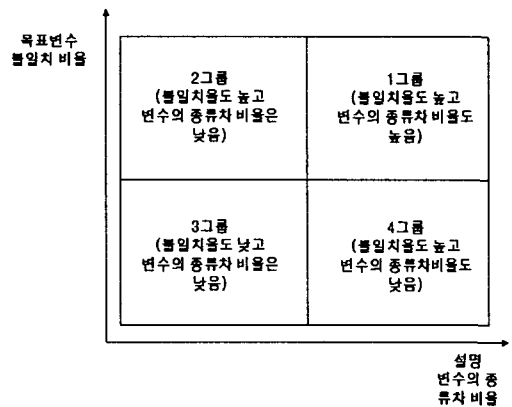 목표변수
불일치 비율
2그룹
(불일치율도 높고
변수의 종류차 비율은
낮음)
1그룹
(불일치율도 높고
변수의 종류차 비율도
높음)
3그룹
(불일치율도 낮고
변수의 종류차 비율은
낮음)
4그룹
(불일치율도 높고
변수의 종류차비율도
낮음)
설명
변수의 종
류차 비율